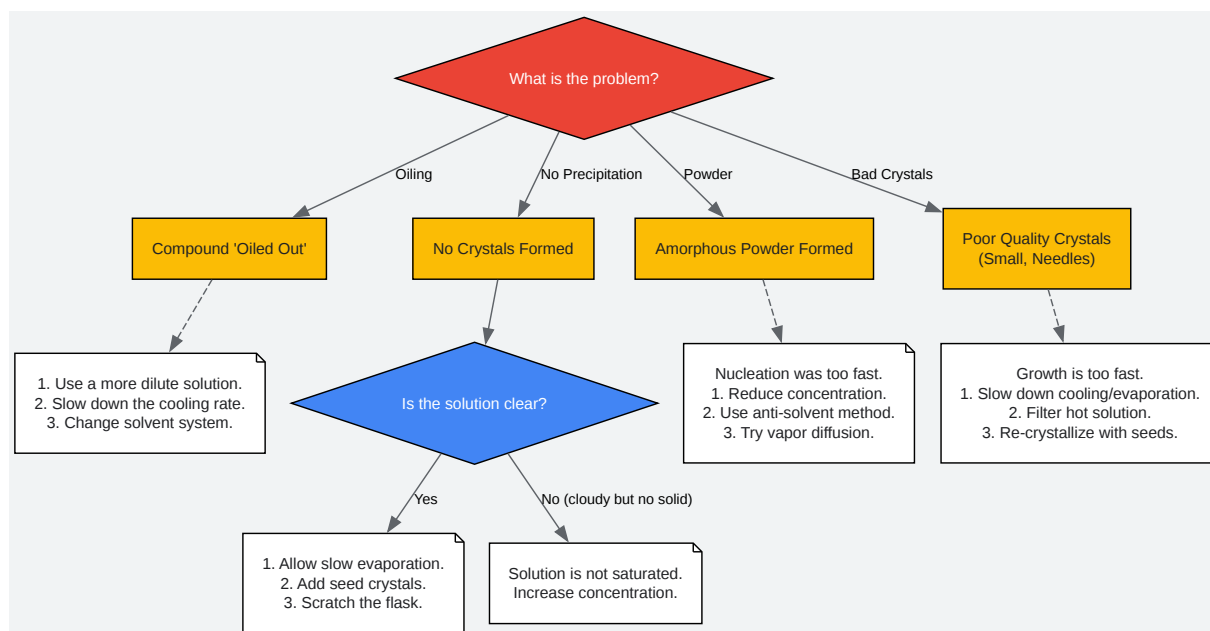 What is the problem?
Oiling
No Precipitation
Powder
Bad Crystals
Compound 'Oiled Out'
No Crystals Formed
Amorphous Powder Formed
Poor Quality Crystals
(Small, Needles)
1. Use a more dilute solution.
2. Slow down the cooling rate.
3. Change solvent system.
Is the solution clear?
Nucleation was too fast.
1. Reduce concentration.
2. Use anti-solvent method.
3. Try vapor diffusion.
Growth is too fast.
1. Slow down cooling/evaporation.
2. Filter hot solution.
3. Re-crystallize with seeds.
Yes
No (cloudy but no solid)
1. Allow slow evaporation.
2. Add seed crystals.
3. Scratch the flask.
Solution is not saturated.
Increase concentration.